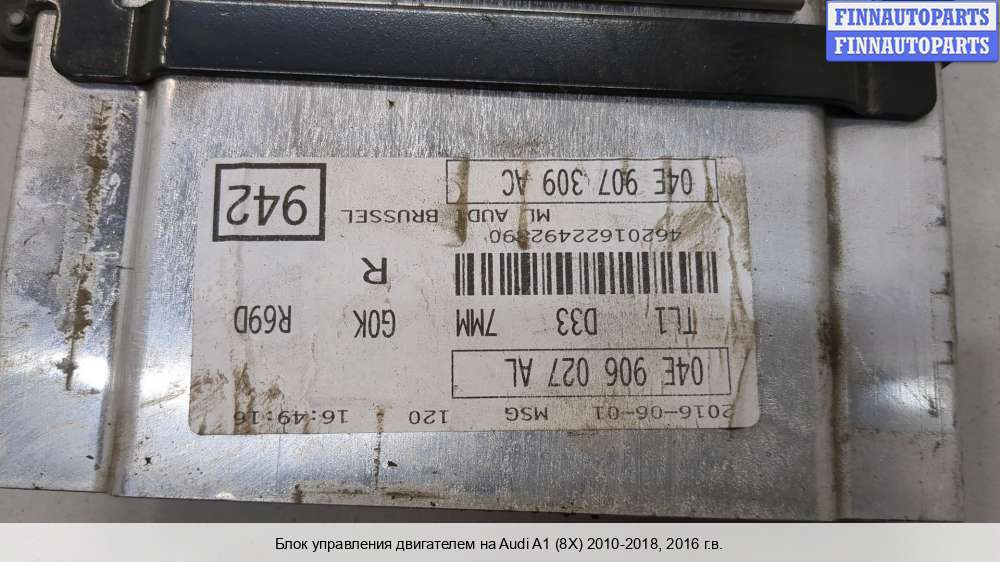 FINNAUTOPARTS
FINNAUTOPARTS
2016-06-01 MSG 120 - 16:49:16
04E 906 027 AL
TL1 D33 7MM G0K R69D
R
ML AUDI BRUSSEL
04E 907 309 AC
942
Блок управления двигателем на Audi A1 (8X) 2010-2018, 2016 г.в.